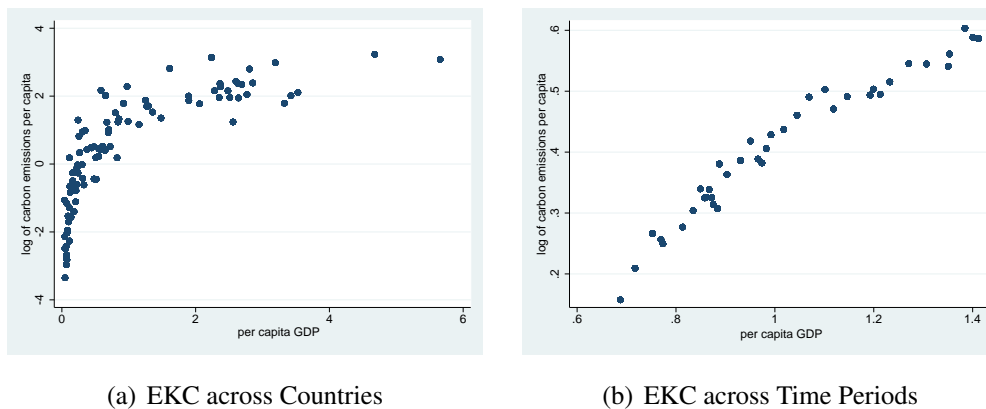 log of carbon emissions per capita
4
2
0
-2
-4
0 2 4 6
per capita GDP
(a) EKC across Countries
log of carbon emissions per capita
.6
.5
.4
.3
.2
.6 .8 1 1.2 1.4
per capita GDP
(b) EKC across Time Periods